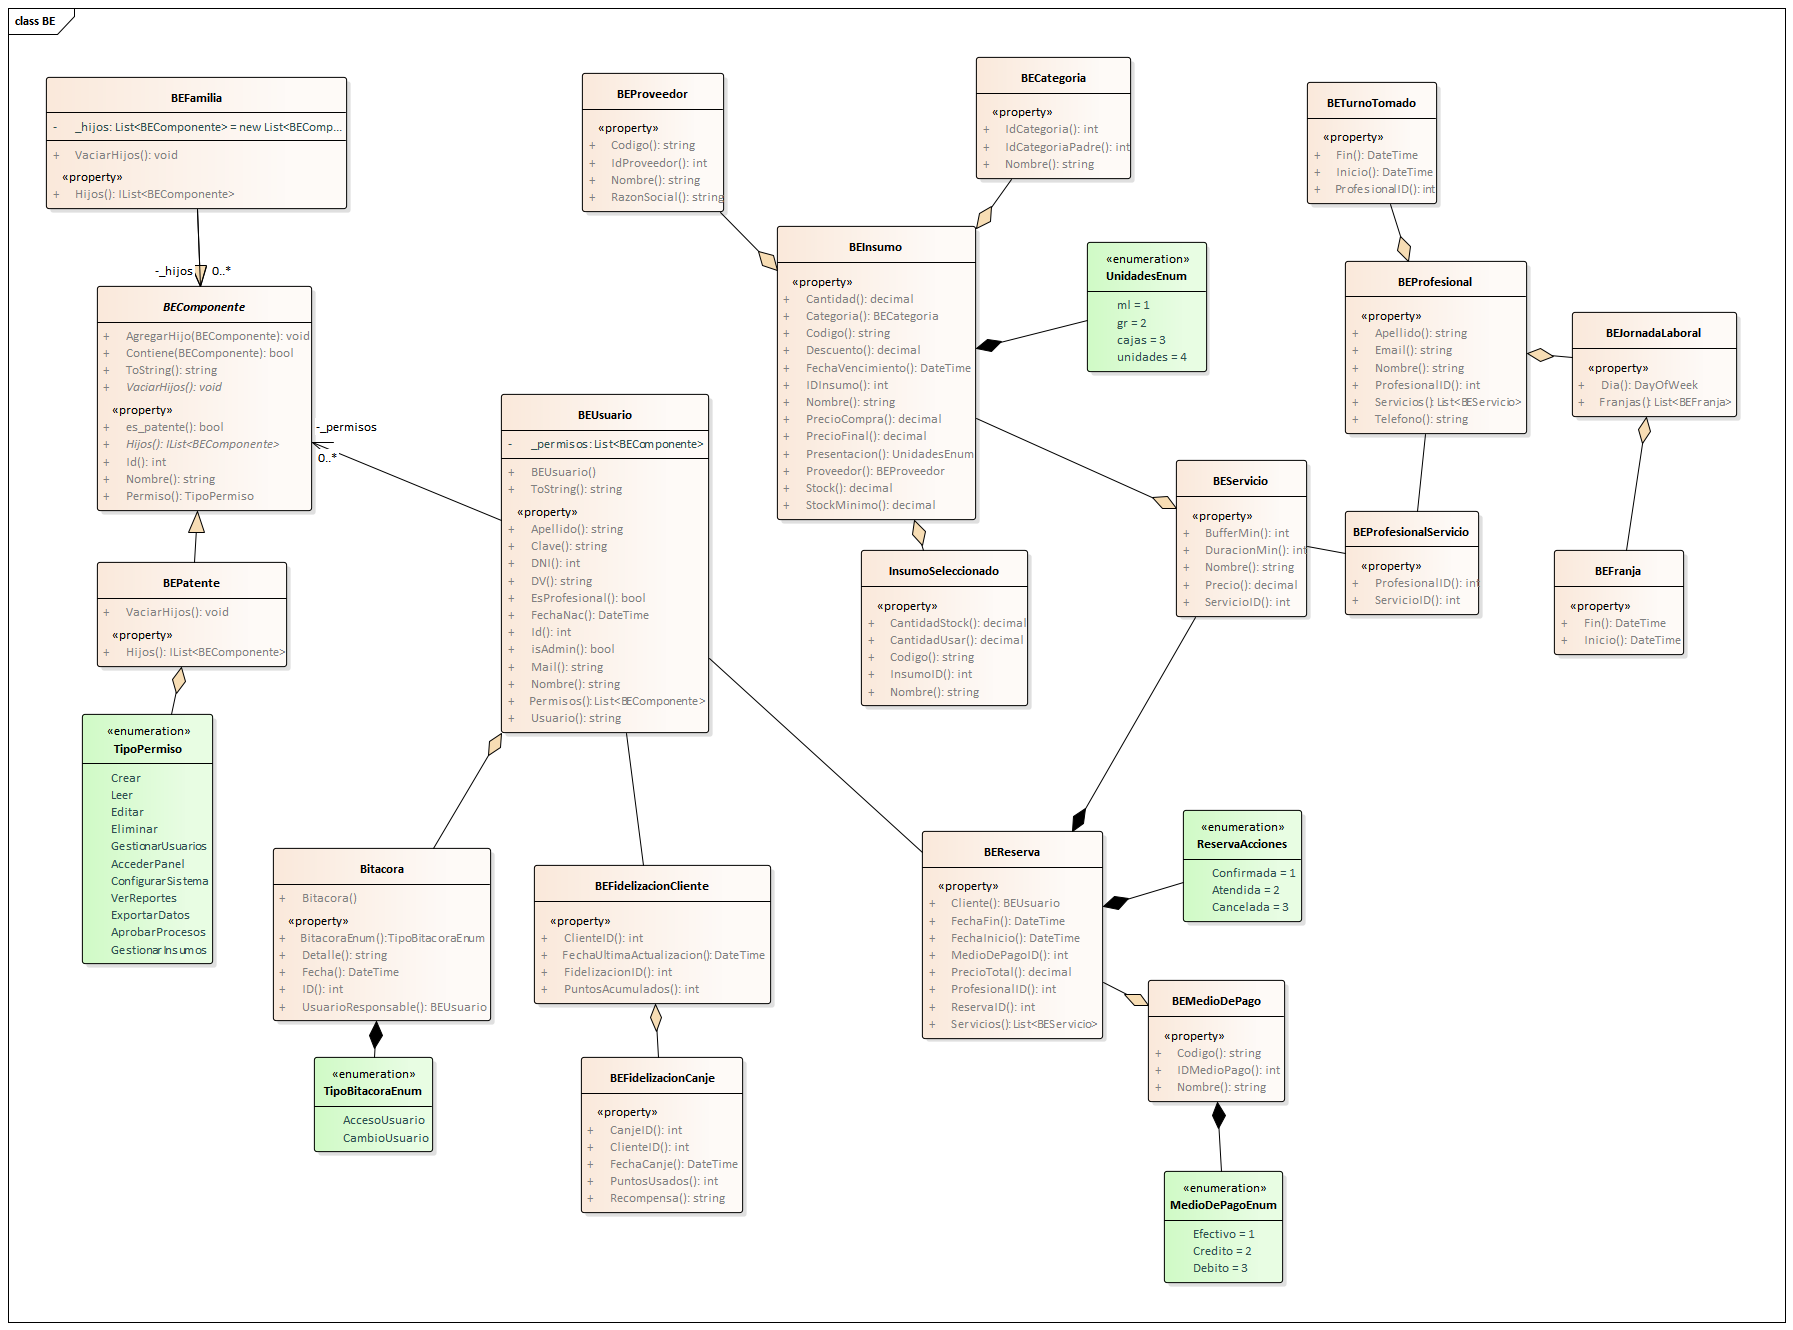 class BE
BEFamilia
- _hijos: List<BEComponente> = new List<BEComp...
+ VaciarHijos(): void
«property»
+ Hijos(): IList<BEComponente>
-_hijos 0..*
BEComponente
+ AgregarHijo(BEComponente): void
+ Contiene(BEComponente): bool
+ ToString(): string
+ VaciarHijos(): void
«property»
+ es_patente(): bool
+ Hijos(): IList<BEComponente>
+ Id(): int
+ Nombre(): string
+ Permiso(): TipoPermiso
-_permisos
0..*
BEPatente
+ VaciarHijos(): void
«property»
+ Hijos(): IList<BEComponente>
«enumeration»
TipoPermiso
Crear
Leer
Editar
Eliminar
GestionarUsuarios
AccederPanel
ConfigurarSistema
VerReportes
ExportarDatos
AprobarProcesos
GestionarInsumos
BEUsuario
- _permisos: List<BEComponente>
+ BEUsuario()
+ ToString(): string
«property»
+ Apellido(): string
+ Clave(): string
+ DNI(): int
+ DV(): string
+ EsProfesional(): bool
+ FechaNac(): DateTime
+ Id(): int
+ isAdmin(): bool
+ Mail(): string
+ Nombre(): string
+ Permisos(): List<BEComponente>
+ Usuario(): string
Bitacora
+ Bitacora()
«property»
+ BitacoraEnum(): TipoBitacoraEnum
+ Detalle(): string
+ Fecha(): DateTime
+ ID(): int
+ UsuarioResponsable(): BEUsuario
«enumeration»
TipoBitacoraEnum
AccesoUsuario
CambioUsuario
BEFidelizacionCliente
«property»
+ ClienteID(): int
+ FechaUltimaActualizacion(): DateTime
+ FidelizacionID(): int
+ PuntosAcumulados(): int
BEFidelizacionCanje
«property»
+ CanjeID(): int
+ ClienteID(): int
+ FechaCanje(): DateTime
+ PuntosUsados(): int
+ Recompensa(): string
BEProveedor
«property»
+ Codigo(): string
+ IdProveedor(): int
+ Nombre(): string
+ RazonSocial(): string
BECategoria
«property»
+ IdCategoria(): int
+ IdCategoriaPadre(): int
+ Nombre(): string
BEInsumo
«property»
+ Cantidad(): decimal
+ Categoria(): BECategoria
+ Codigo(): string
+ Descuento(): decimal
+ FechaVencimiento(): DateTime
+ IDInsumo(): int
+ Nombre(): string
+ PrecioCompra(): decimal
+ PrecioFinal(): decimal
+ Presentacion(): UnidadesEnum
+ Proveedor(): BEProveedor
+ Stock(): decimal
+ StockMinimo(): decimal
«enumeration»
UnidadesEnum
ml = 1
gr = 2
cajas = 3
unidades = 4
InsumoSeleccionado
«property»
+ CantidadStock(): decimal
+ CantidadUsar(): decimal
+ Codigo(): string
+ InsumoID(): int
+ Nombre(): string
BEServicio
«property»
+ BufferMin(): int
+ DuracionMin(): int
+ Nombre(): string
+ Precio(): decimal
+ ServicioID(): int
BETurnoTomado
«property»
+ Fin(): DateTime
+ Inicio(): DateTime
+ ProfesionalID(): int
BEProfesional
«property»
+ Apellido(): string
+ Email(): string
+ Nombre(): string
+ ProfesionalID(): int
+ Servicios(): List<BEServicio>
+ Telefono(): string
BEJornadaLaboral
«property»
+ Dia(): DayOfWeek
+ Franjas(): List<BEFranja>
BEProfesionalServicio
«property»
+ ProfesionalID(): int
+ ServicioID(): int
BEFranja
«property»
+ Fin(): DateTime
+ Inicio(): DateTime
BEReserva
«property»
+ Cliente(): BEUsuario
+ FechaFin(): DateTime
+ FechaInicio(): DateTime
+ MedioDePagoID(): int
+ PrecioTotal(): decimal
+ ProfesionalID(): int
+ ReservaID(): int
+ Servicios(): List<BEServicio>
«enumeration»
ReservaAcciones
Confirmada = 1
Atendida = 2
Cancelada = 3
BEMedioDePago
«property»
+ Codigo(): string
+ IDMedioPago(): int
+ Nombre(): string
«enumeration»
MedioDePagoEnum
Efectivo = 1
Credito = 2
Debito = 3